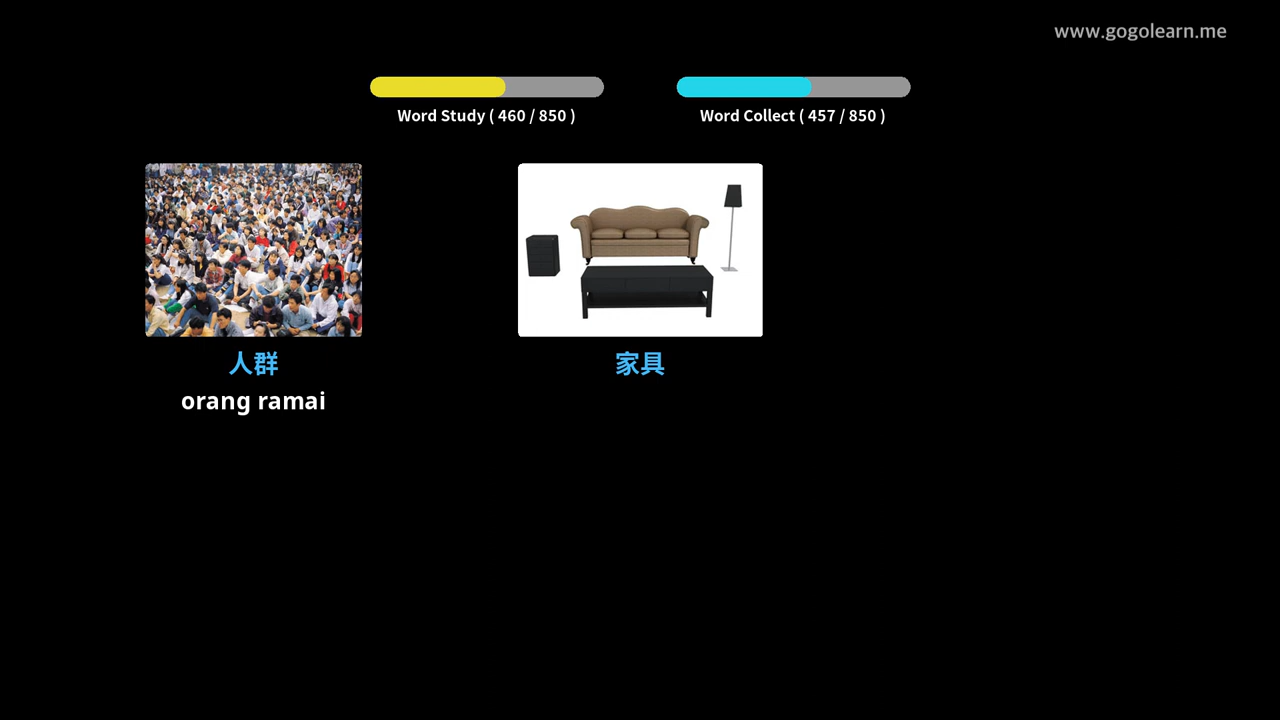 www.gogolearn.me
Word Study ( 460 / 850 )
Word Collect ( 457 / 850 )
人群
家具
orang ramai